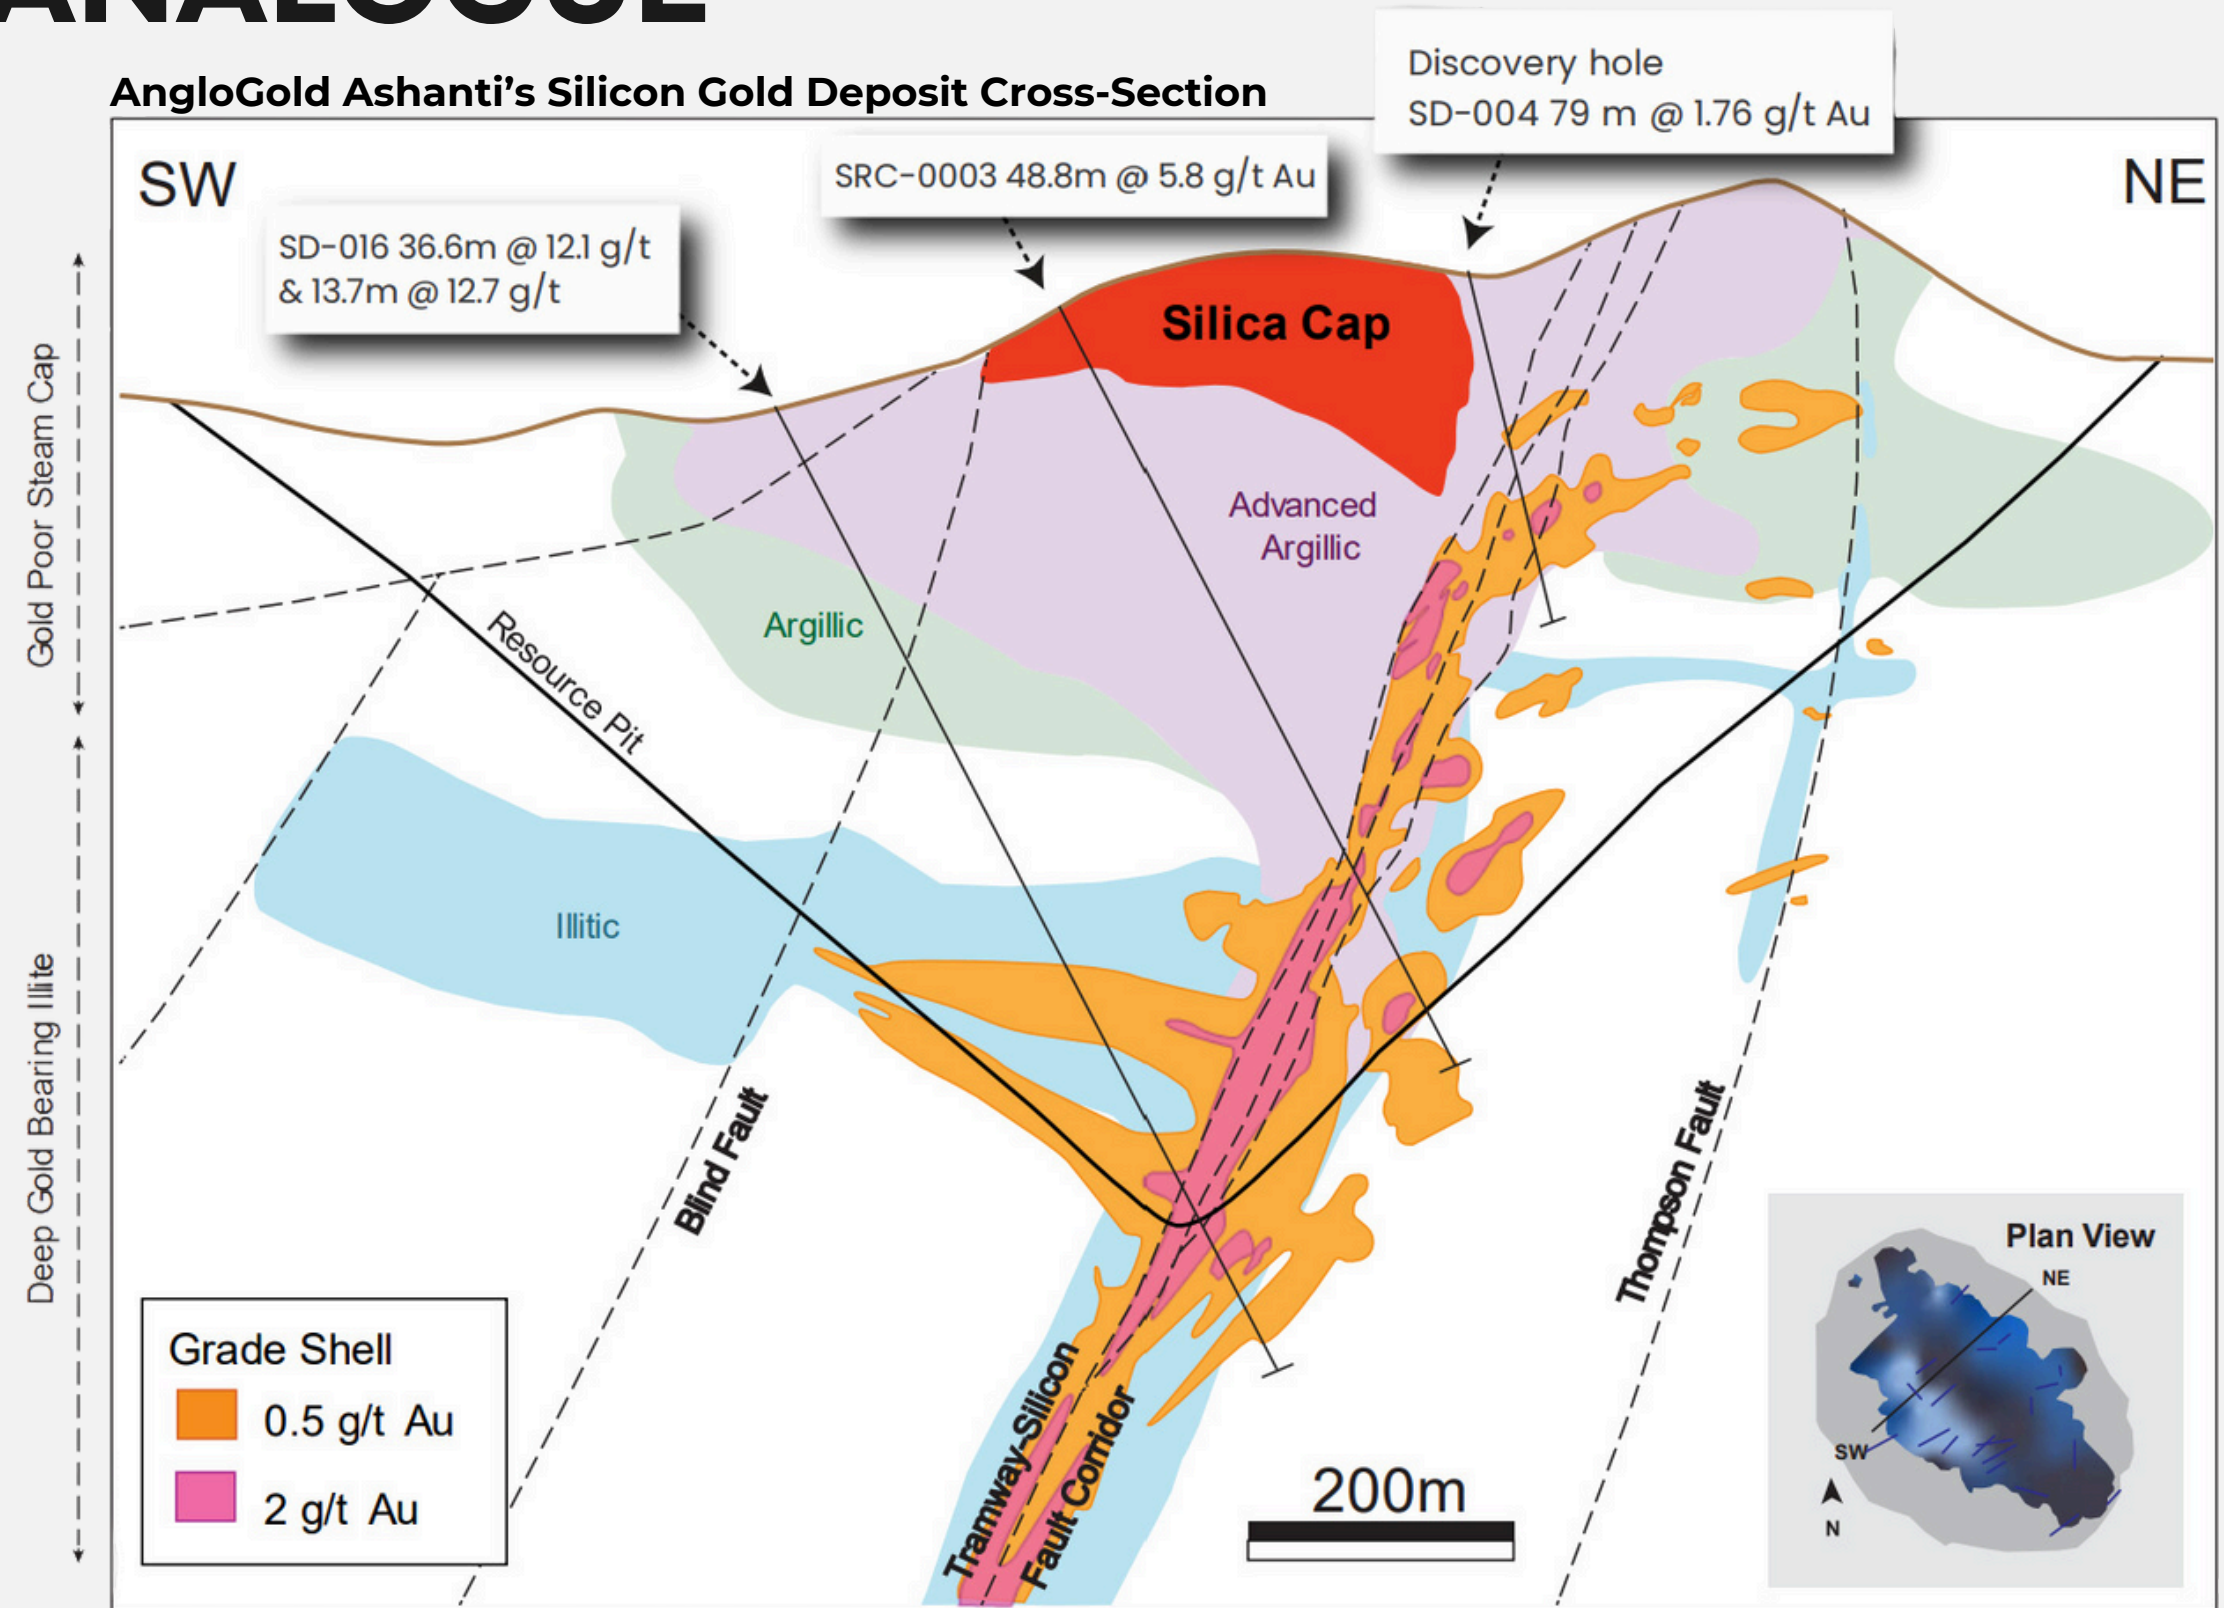 ANALOGUE
AngloGold Ashanti's Silicon Gold Deposit Cross-Section
Discovery hole
SD-004 79 m @ 1.76 g/t Au
SRC-0003 48.8m @ 5.8 g/t Au
SW
NE
SD-016 36.6m @ 12.1 g/t
& 13.7m @ 12.7 g/t
Silica Cap
Gold Poor Steam Cap
Advanced
Argillic
Argillic
Resource Pit
Illitic
Deep Gold Bearing Illite
Blind Fault
Thompson Fault
Tramway-Silicon
Fault Corridor
Grade Shell
0.5 g/t Au
2 g/t Au
200m
Plan View
NE
SW
N